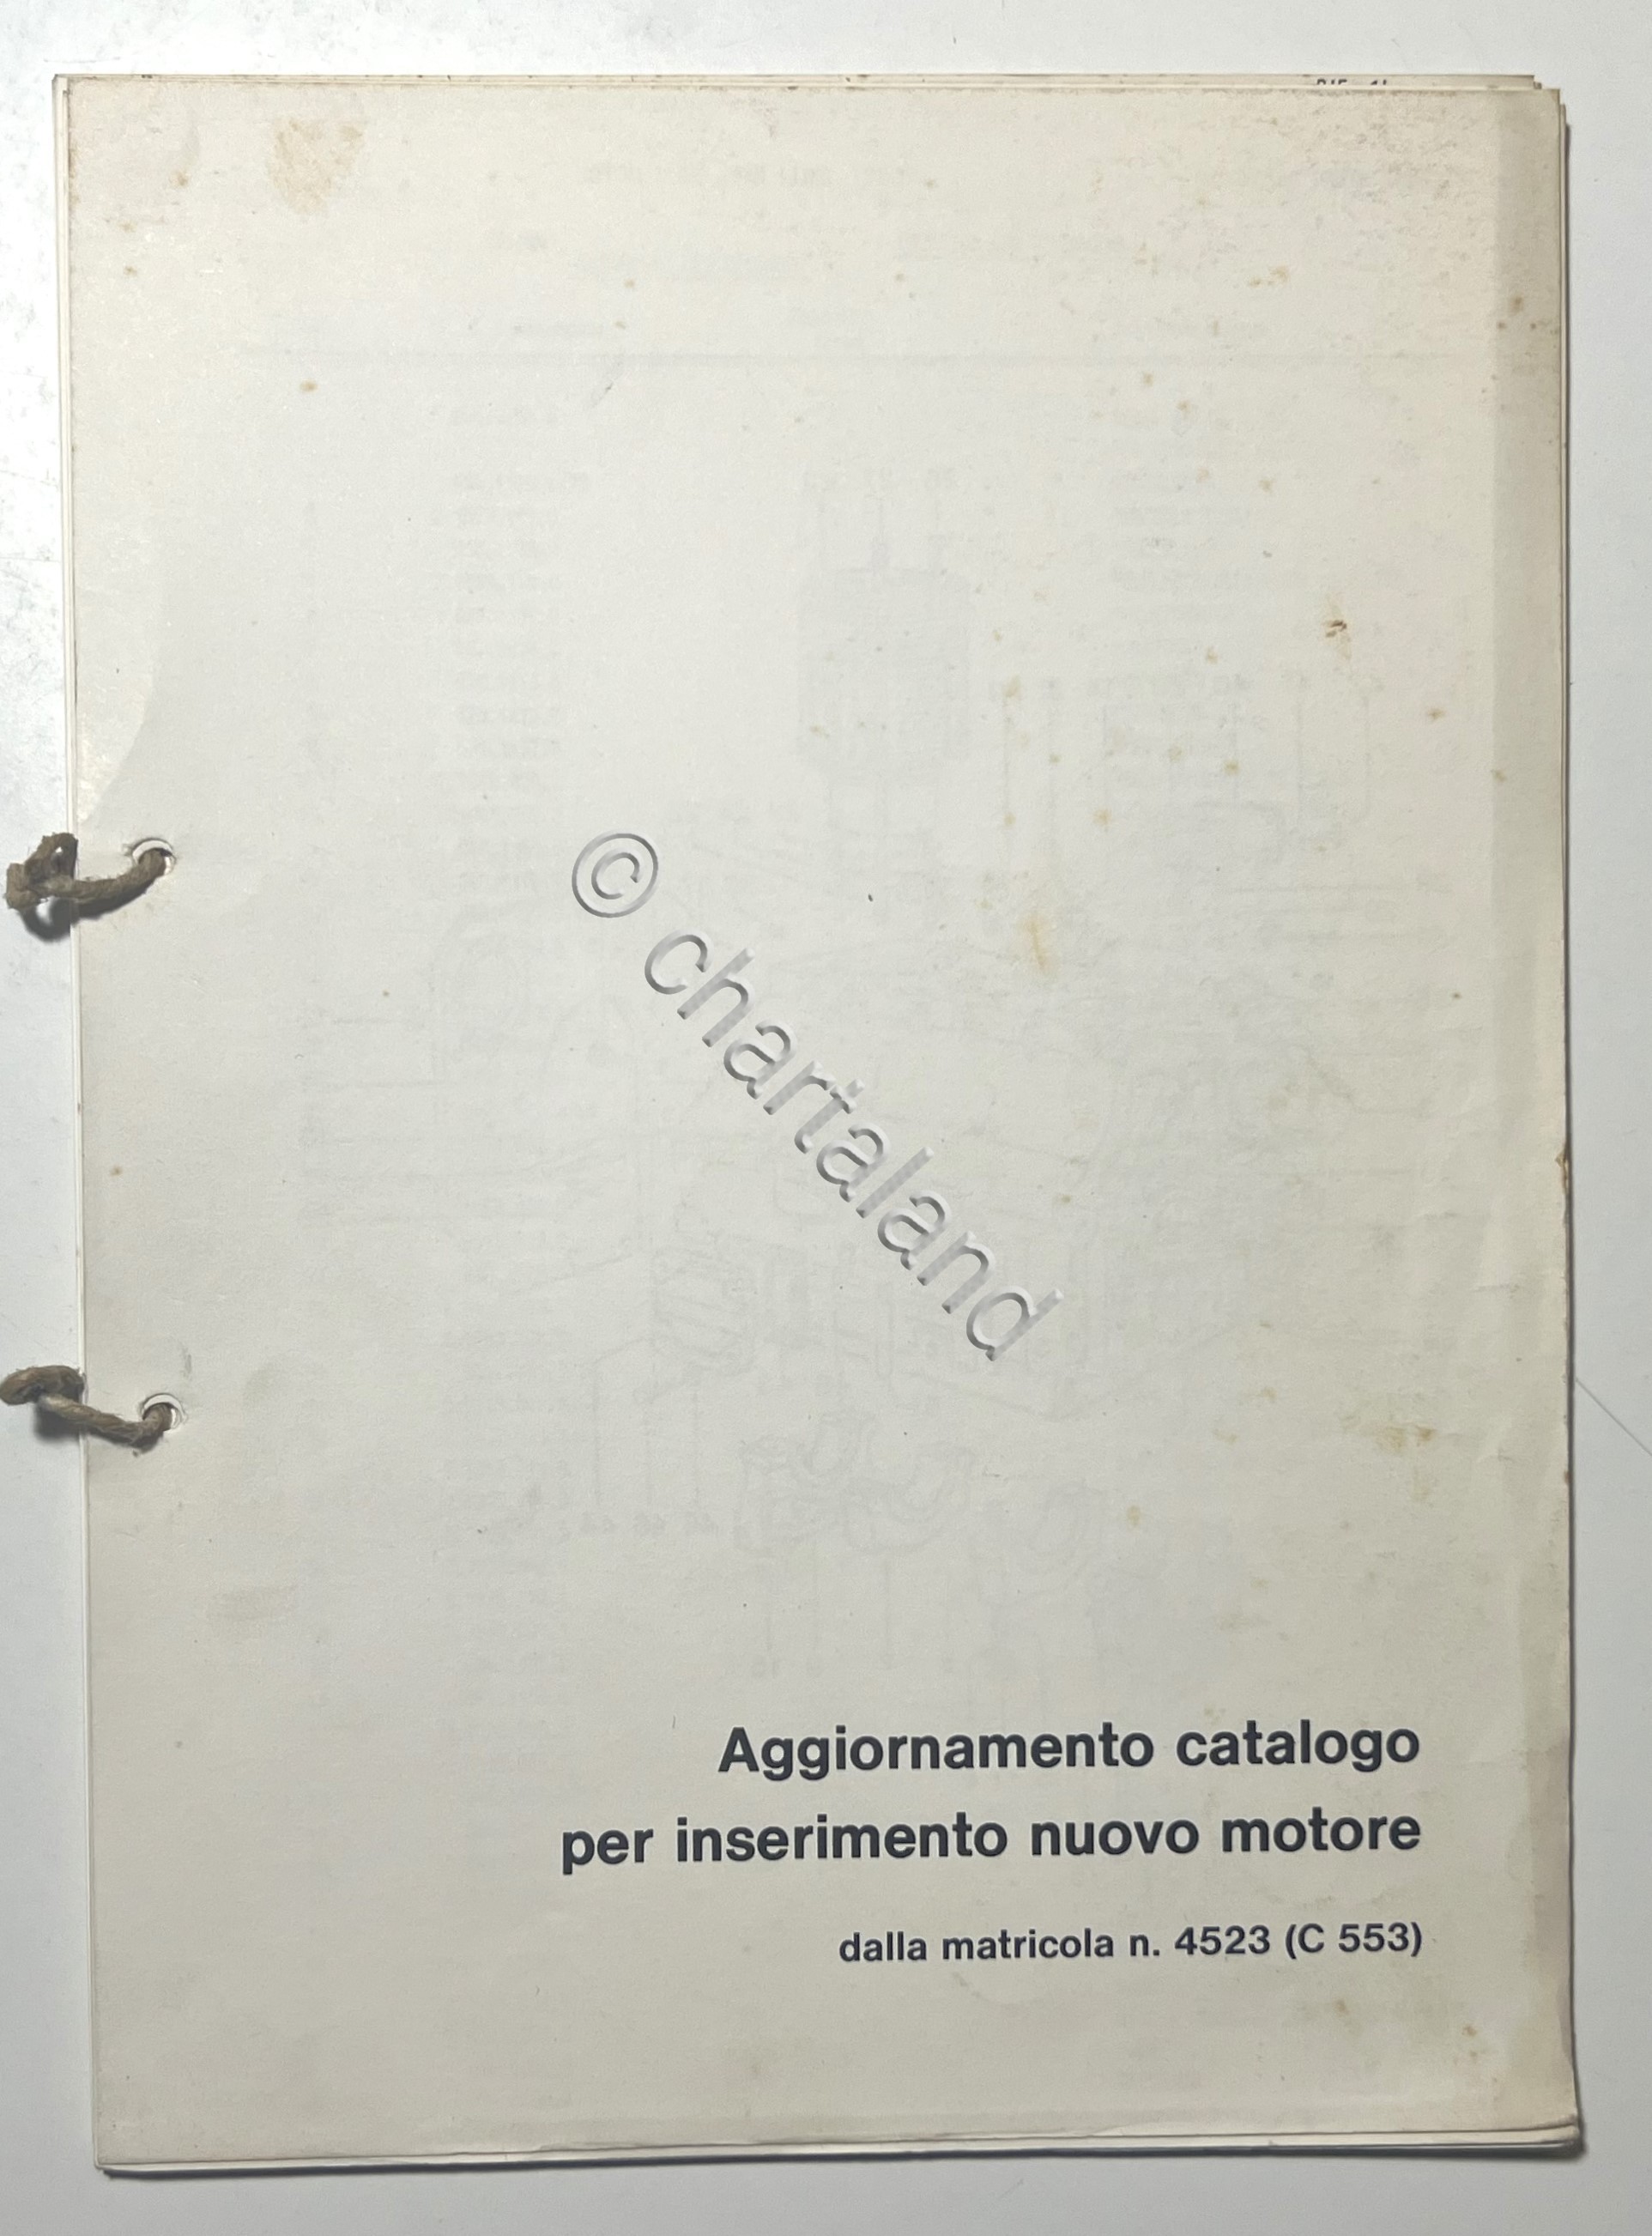 © chartaland
Aggiornamento catalogo
per inserimento nuovo motore
dalla matricola n. 4523 (C 553)